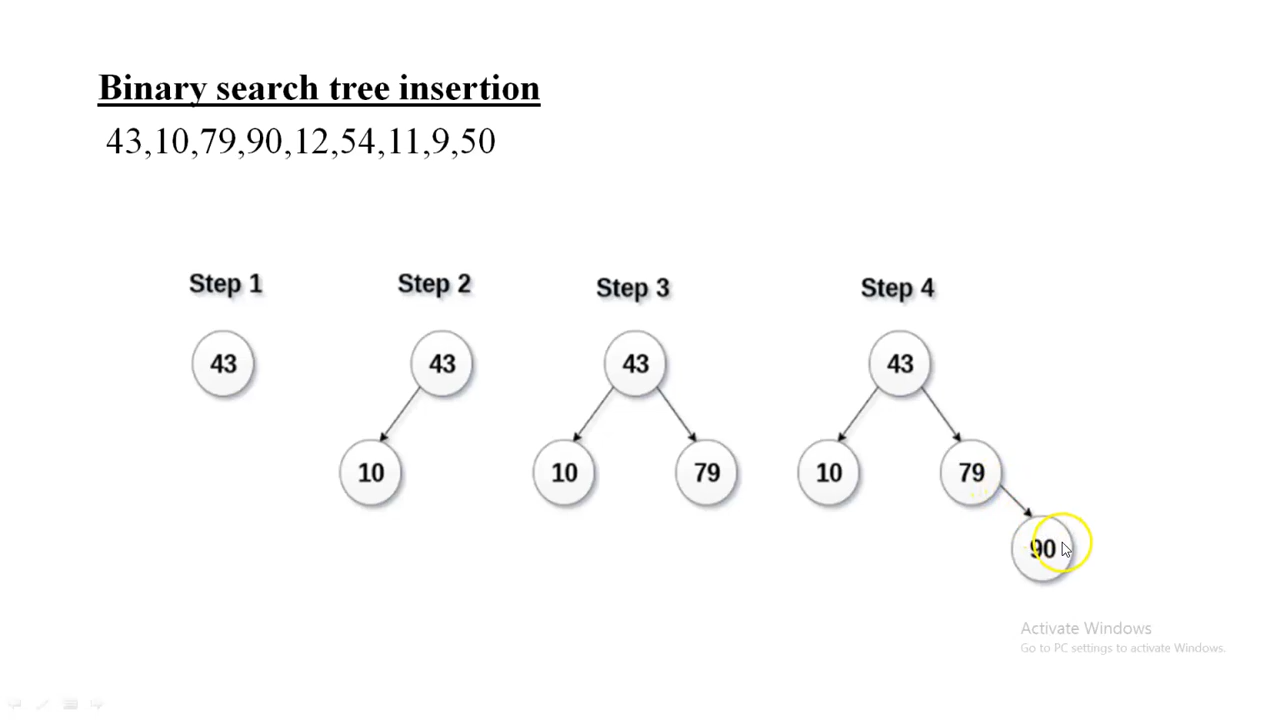 Binary search tree insertion
43,10,79,90,12,54,11,9,50
Step 1
Step 2
Step 3
Step 4
43
43
43
43
10
10
79
10
79
90
Activate Windows
Go to PC settings to activate Windows.